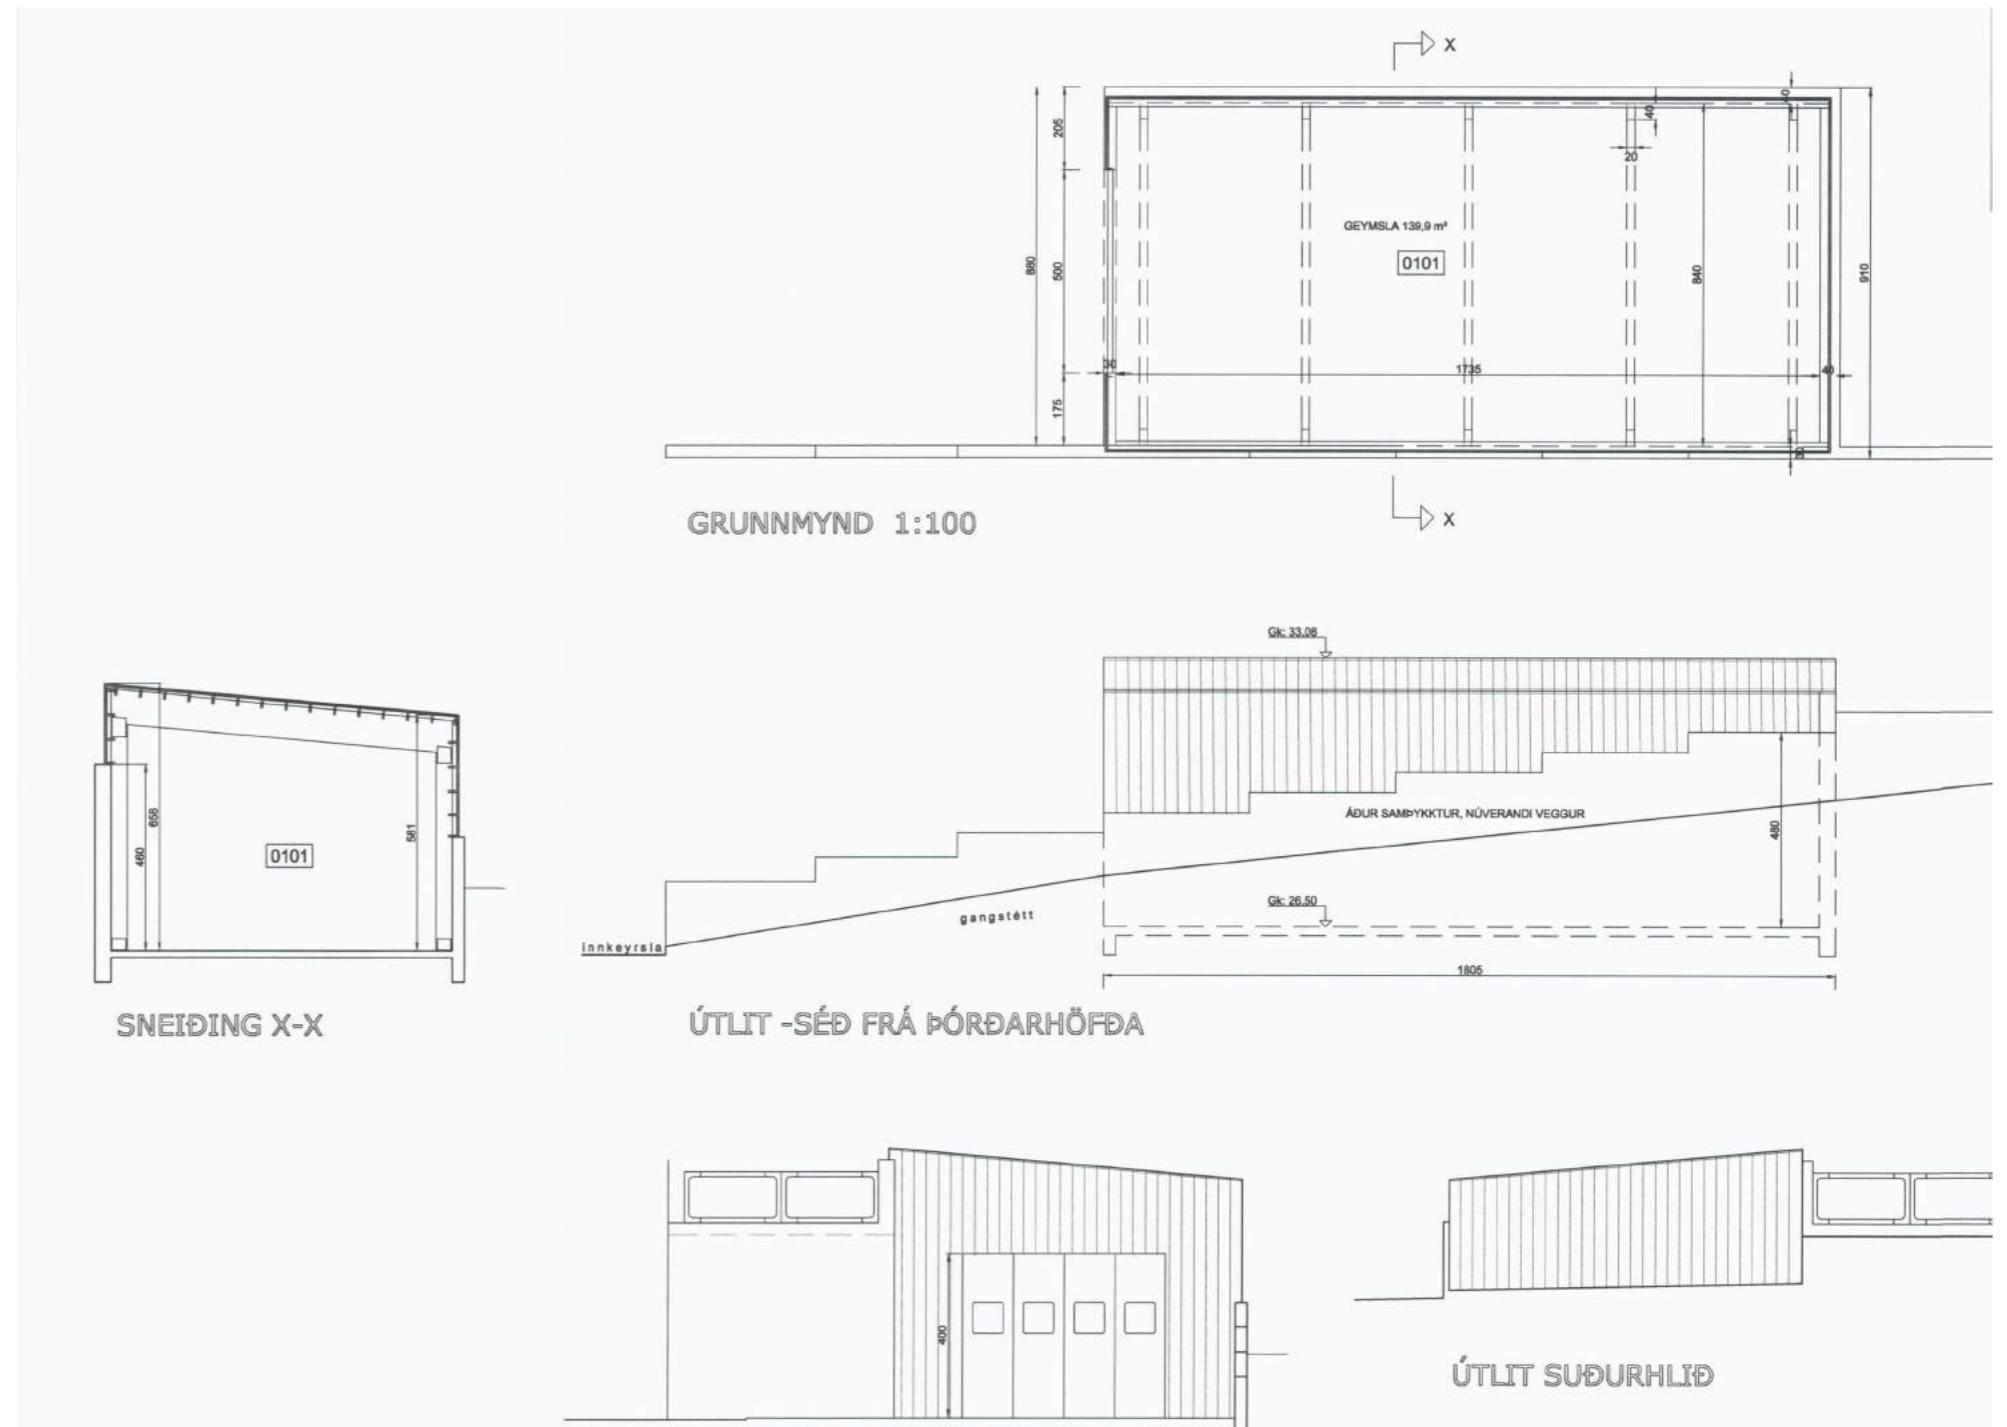 X
205
40
40
20
GEYMSLA 139,9 m²
0101
880
500
840
910
30
1735
40
175
30
X
GRUNNMYND 1:100
Gk: 33.08
658
581
460
0101
ÁÐUR SAMÞYKKTUR, NÚVERANDI VEGGUR
480
Gk: 26.50
gangstétt
innkeyrsla
1805
SNEIÐING X-X
ÚTLIT -SÉÐ FRÁ ÞÓRÐARHÖFÐA
400
ÚTLIT SUÐURHLIÐ